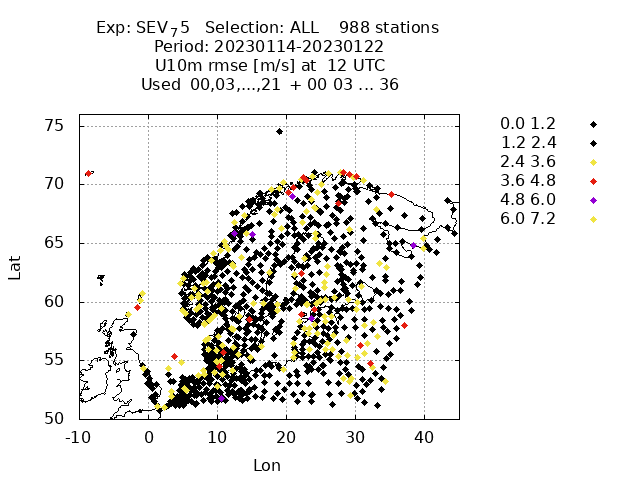 Exp: SEV₇5 Selection: ALL 988 stations
Period: 20230114-20230122
U10m rmse [m/s] at 12 UTC
Used 00,03,...,21 + 00 03 ... 36
75
70
65
60
55
50
-10 0 10 20 30 40
Lat
Lon
0.0 1.2
1.2 2.4
2.4 3.6
3.6 4.8
4.8 6.0
6.0 7.2